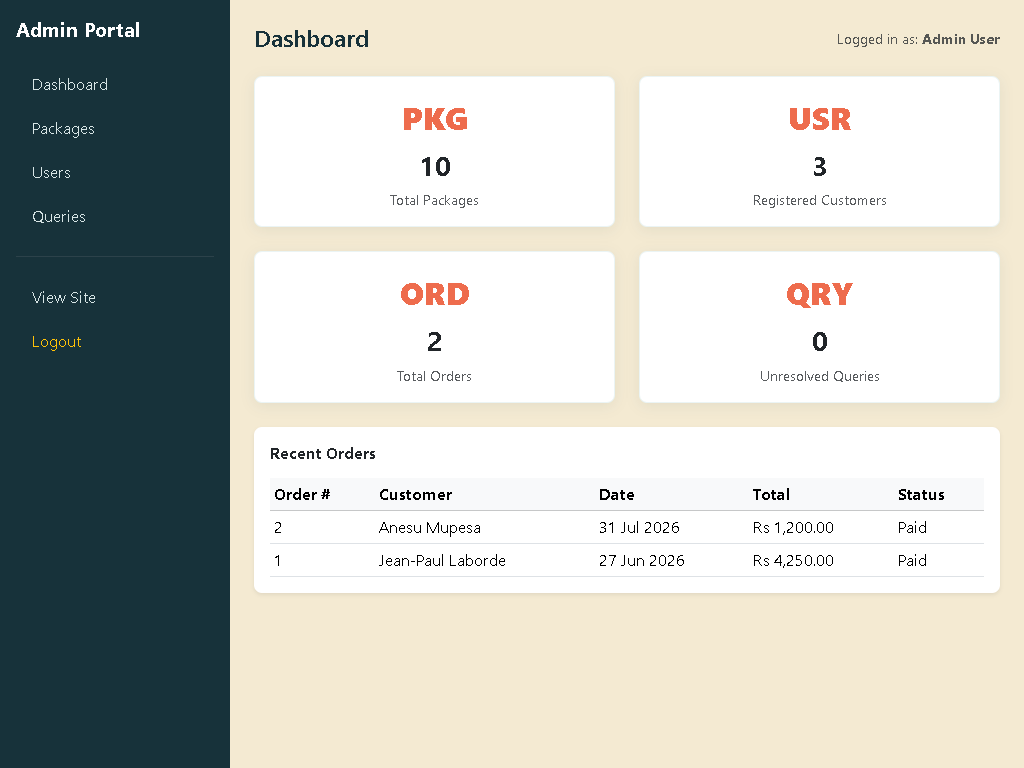 Admin Portal
Dashboard
Packages
Users
Queries
View Site
Logout
Dashboard
Logged in as: Admin User
PKG
10
Total Packages
USR
3
Registered Customers
ORD
2
Total Orders
QRY
0
Unresolved Queries
Recent Orders
Order # Customer Date Total Status
2 Anesu Mupesa 31 Jul 2026 Rs 1,200.00 Paid
1 Jean-Paul Laborde 27 Jun 2026 Rs 4,250.00 Paid